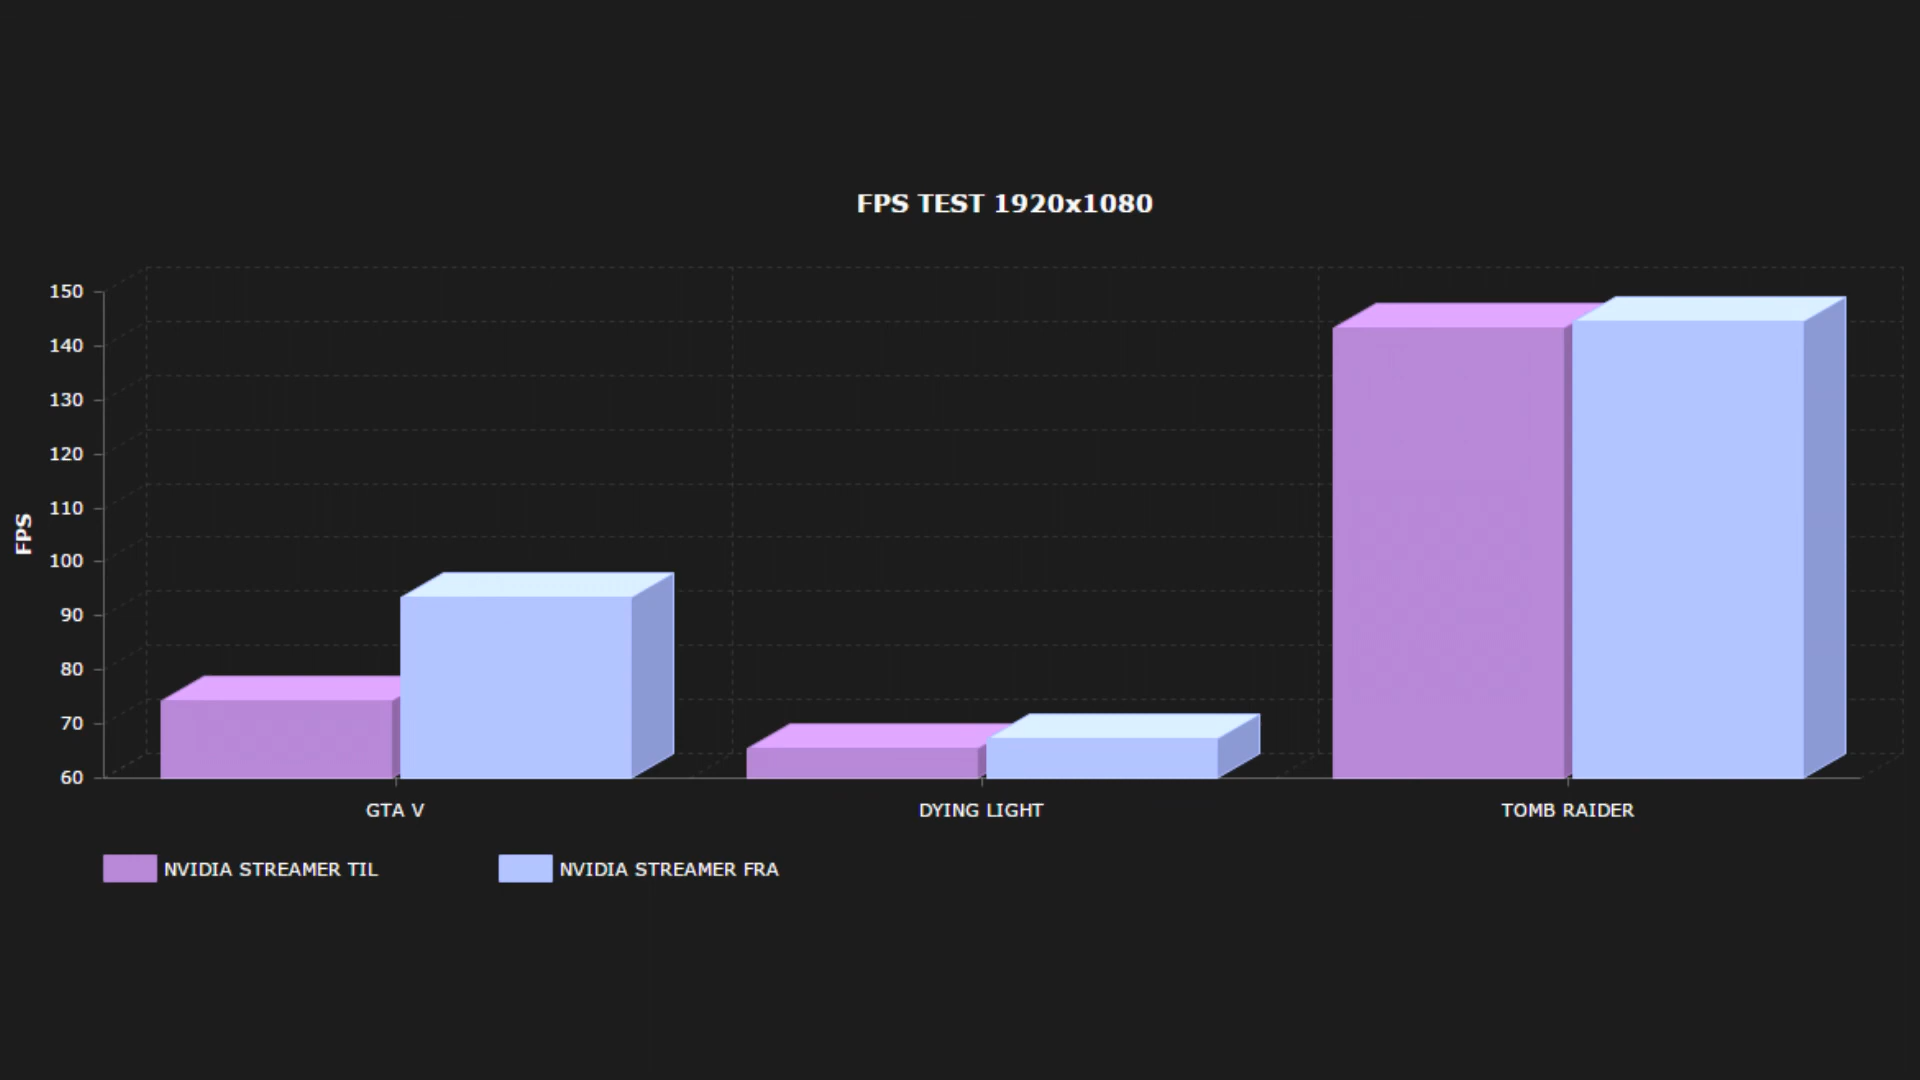 FPS TEST 1920x1080
150
140
130
120
110
100
90
80
70
60
FPS
GTA V
DYING LIGHT
TOMB RAIDER
NVIDIA STREAMER TIL
NVIDIA STREAMER FRA